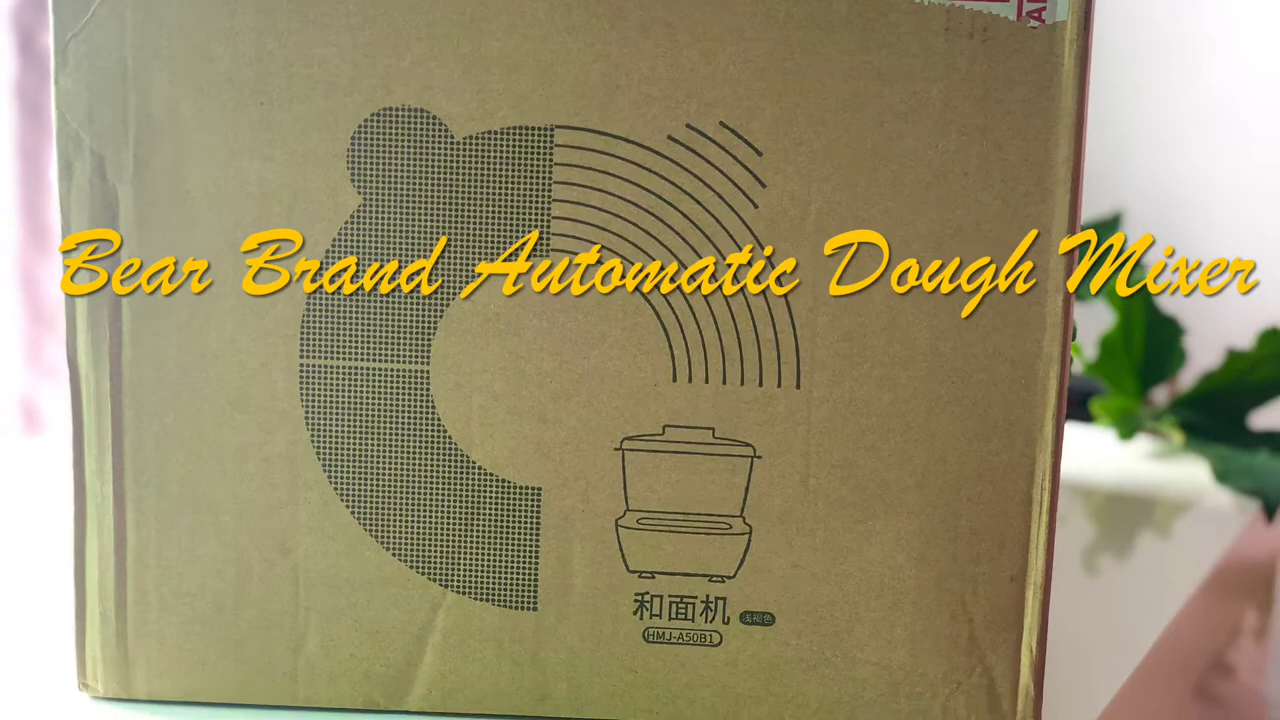 Bear Brand Automatic Dough Mixer
和面机 浅褐色
HMJ-A50B1